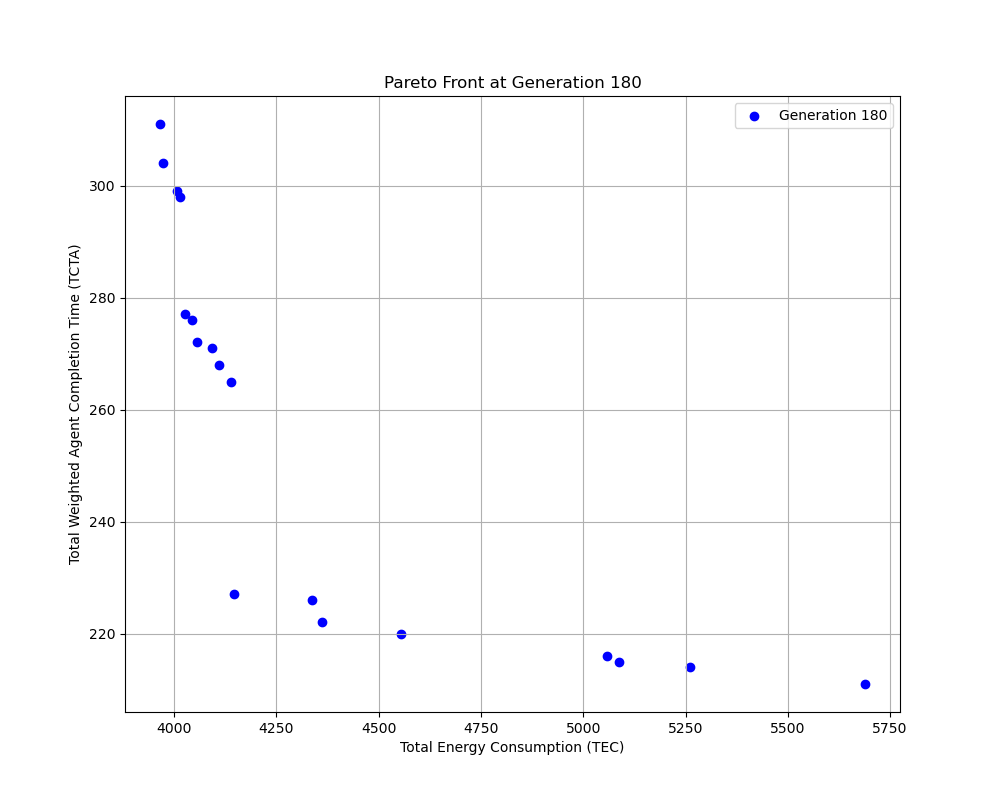 Pareto Front at Generation 180
Generation 180
Total Weighted Agent Completion Time (TCTA)
300
280
260
240
220
4000 4250 4500 4750 5000 5250 5500 5750
Total Energy Consumption (TEC)